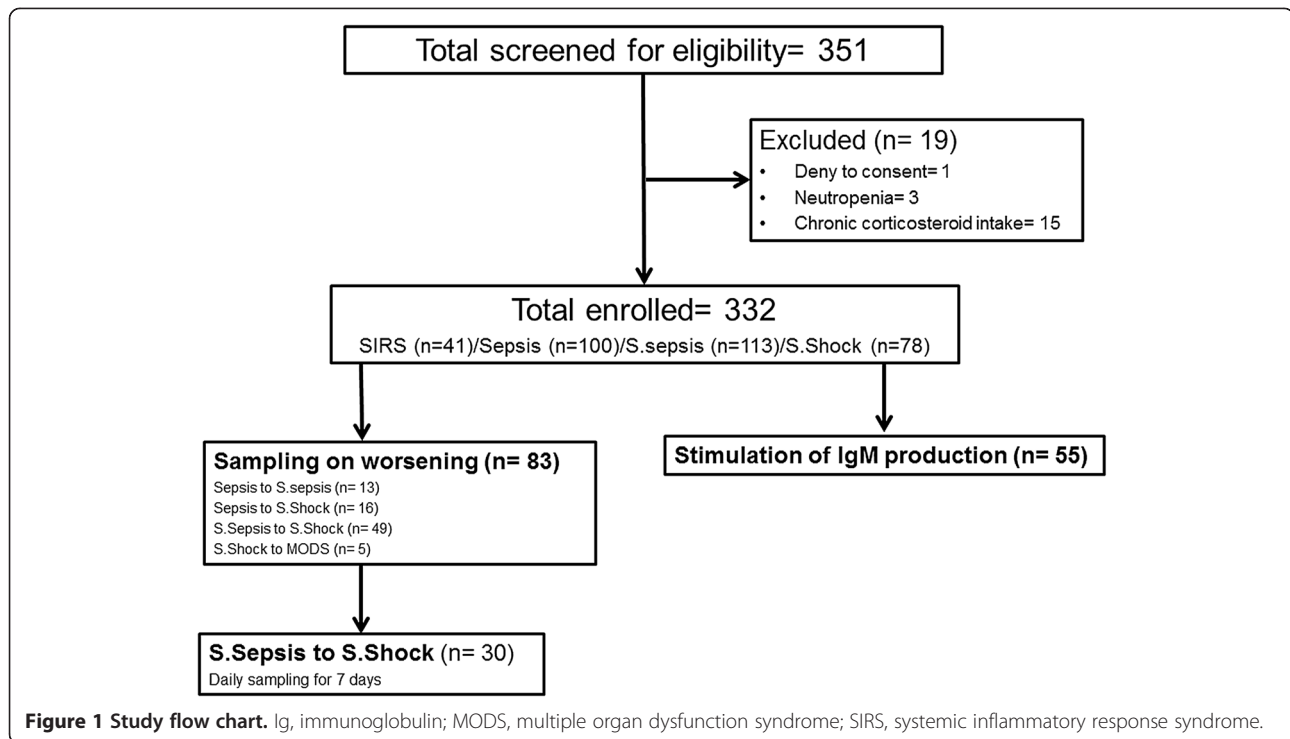 Total screened for eligibility= 351
Excluded (n= 19)
• Deny to consent= 1
• Neutropenia= 3
• Chronic corticosteroid intake= 15
Total enrolled= 332
SIRS (n=41)/Sepsis (n=100)/S.sepsis (n=113)/S.Shock (n=78)
Sampling on worsening (n= 83)
Sepsis to S.sepsis (n= 13)
Sepsis to S.Shock (n= 16)
S.Sepsis to S.Shock (n= 49)
S.Shock to MODS (n= 5)
Stimulation of IgM production (n= 55)
S.Sepsis to S.Shock (n= 30)
Daily sampling for 7 days
Figure 1 Study flow chart. Ig, immunoglobulin; MODS, multiple organ dysfunction syndrome; SIRS, systemic inflammatory response syndrome.